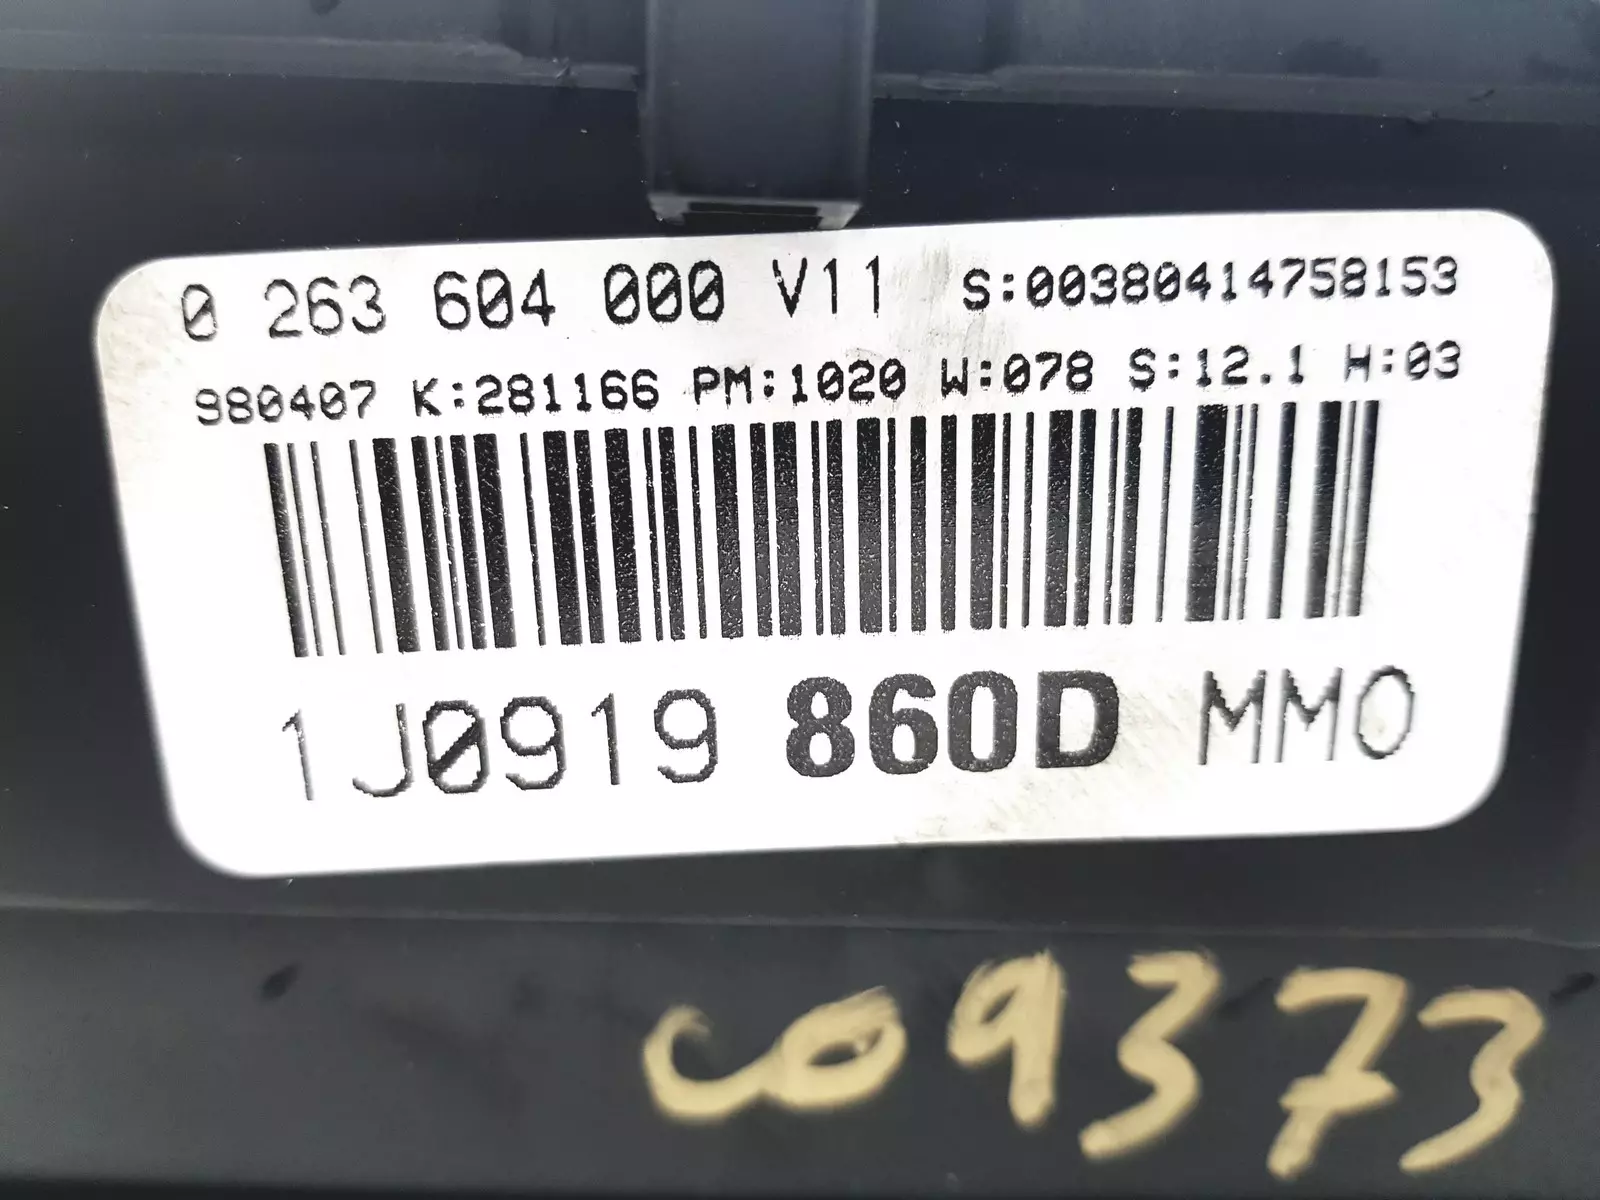 0 263 604 000 V11 S:00380414758153
980407 K:281166 PM:1020 W:078 S:12.1 H:03
1J0919 860D MM0
C09373